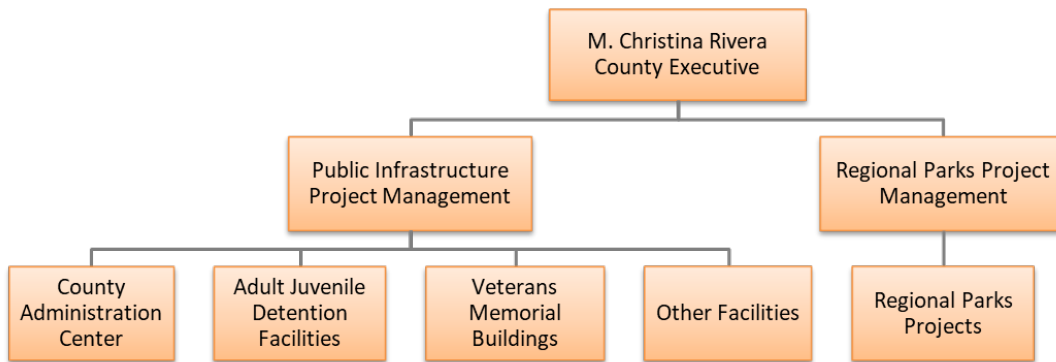 M. Christina Rivera
County Executive
Public Infrastructure
Project Management
Regional Parks Project
Management
County
Administration
Center
Adult Juvenile
Detention
Facilities
Veterans
Memorial
Buildings
Other Facilities
Regional Parks
Projects